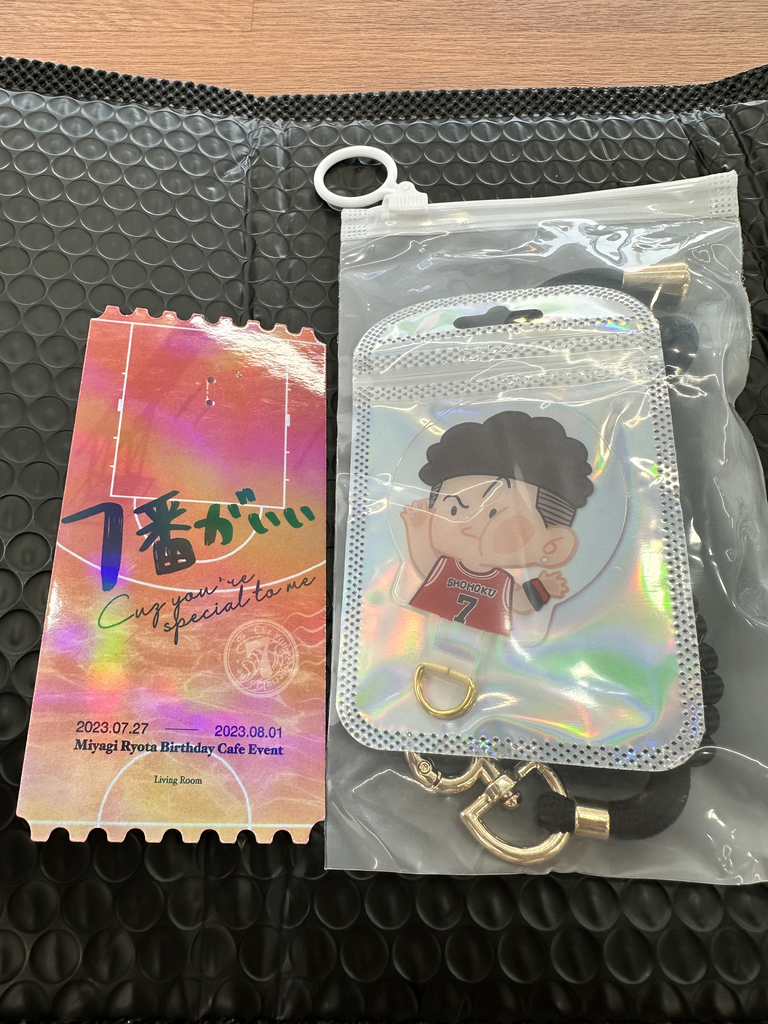 1番がいい
Cuz you're
special to me
2023.07.27 — 2023.08.01
Miyagi Ryota Birthday Cafe Event
Living Room
SHOHOKU
7